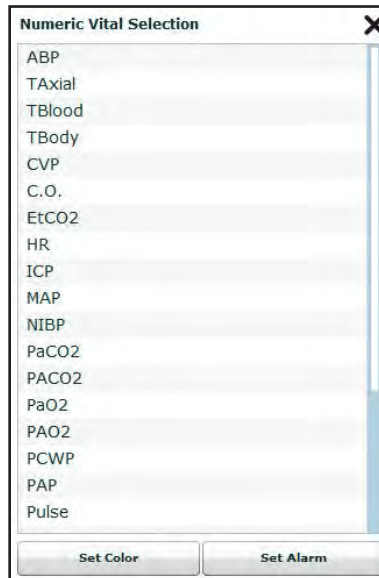 Numeric Vital Selection
ABP
TAxial
TBlood
TBody
CVP
C.O.
EtCO2
HR
ICP
MAP
NIBP
PaCO2
PACO2
PaO2
PAO2
PCWP
PAP
Pulse
Set Color
Set Alarm